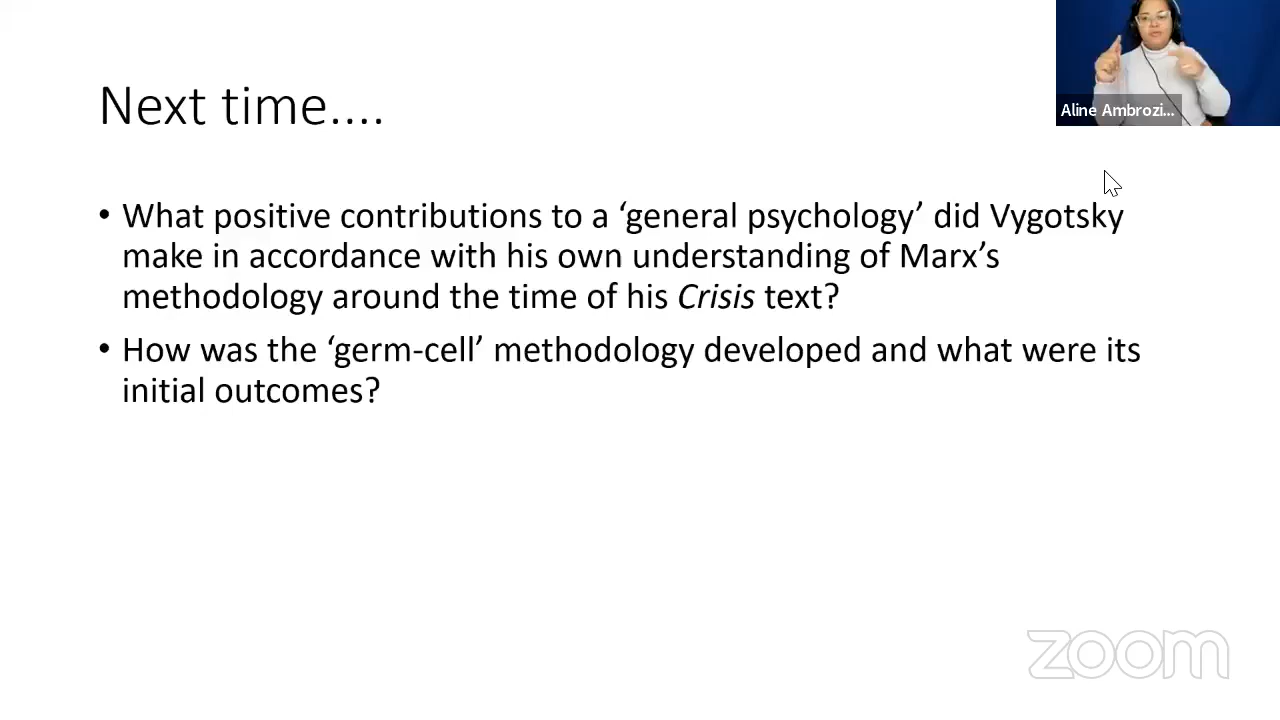 Next time....
Aline Ambrozi...
• What positive contributions to a ‘general psychology’ did Vygotsky
make in accordance with his own understanding of Marx’s
methodology around the time of his Crisis text?
• How was the ‘germ-cell’ methodology developed and what were its
initial outcomes?
zoom